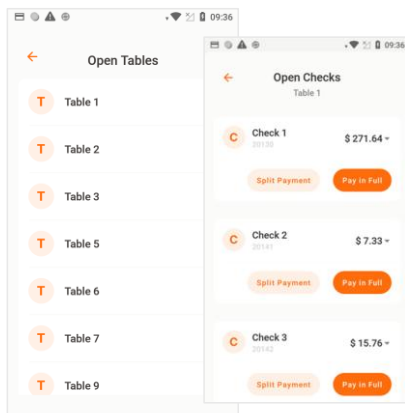 09:36
Open Tables
T Table 1
T Table 2
T Table 3
T Table 5
T Table 6
T Table 7
T Table 9
09:36
Open Checks
Table 1
C Check 1 $ 271.64
20138
Split Payment Pay in Full
C Check 2 $ 7.33
20141
Split Payment Pay in Full
C Check 3 $ 15.76
20142
Split Payment Pay in Full